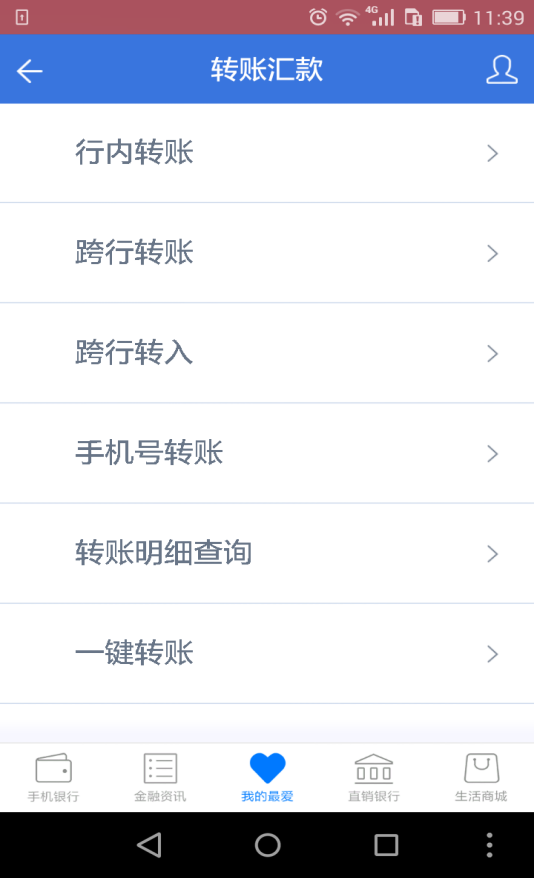 4G 11:39
转账汇款
行内转账
跨行转账
跨行转入
手机号转账
转账明细查询
一键转账
手机银行 金融资讯 我的最爱 直销银行 生活商城